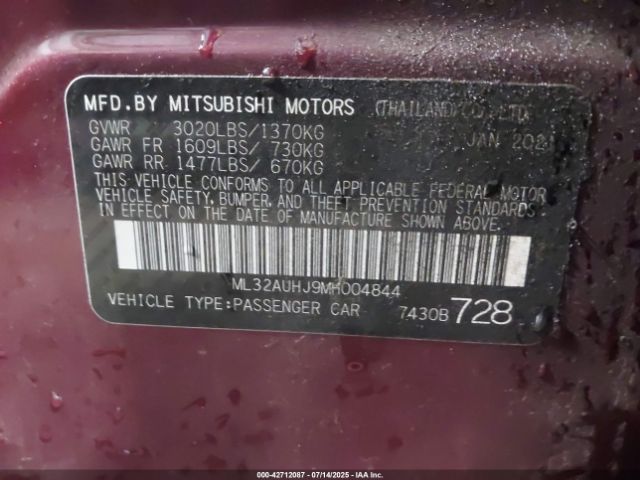 MFD.BY MITSUBISHI MOTORS (THAILAND) CO., LTD.
GVWR 3020LBS/1370KG JAN 2021
GAWR FR 1609LBS/ 730KG
GAWR RR 1477LBS/ 670KG
THIS VEHICLE CONFORMS TO ALL APPLICABLE FEDERAL MOTOR
VEHICLE SAFETY, BUMPER, AND THEFT PREVENTION STANDARDS
IN EFFECT ON THE DATE OF MANUFACTURE SHOWN ABOVE.
ML32AUHJ9MH004844
VEHICLE TYPE:PASSENGER CAR 7430B 728
000-42712087 07/14/2025 COPYRIGHT IAA, LLC.